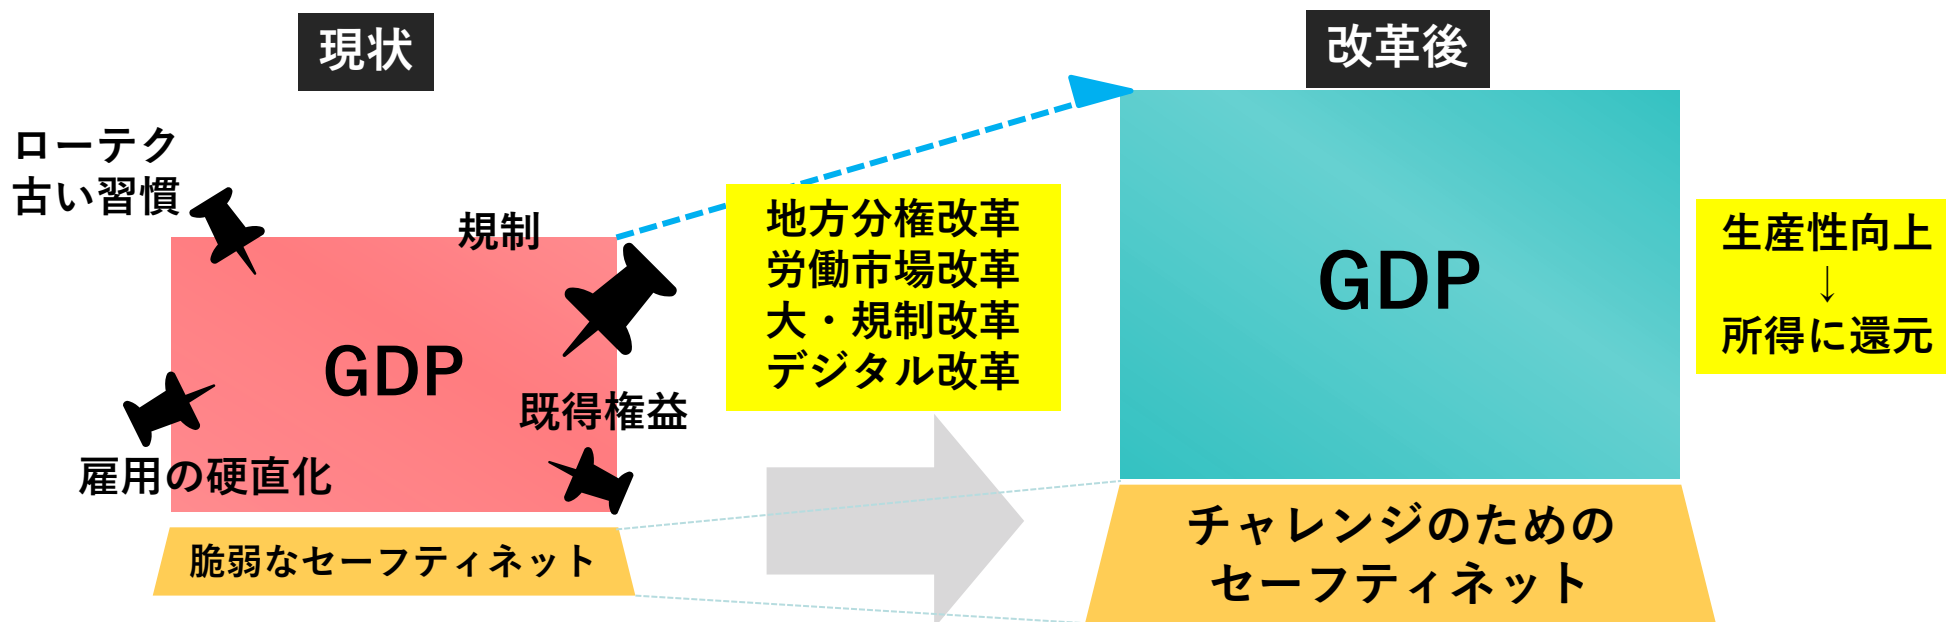 現状
改革後
ローテク
古い習慣
規制
GDP
既得権益
雇用の硬直化
脆弱なセーフティネット
地方分権改革
労働市場改革
大・規制改革
デジタル改革
GDP
チャレンジのための
セーフティネット
生産性向上
↓
所得に還元